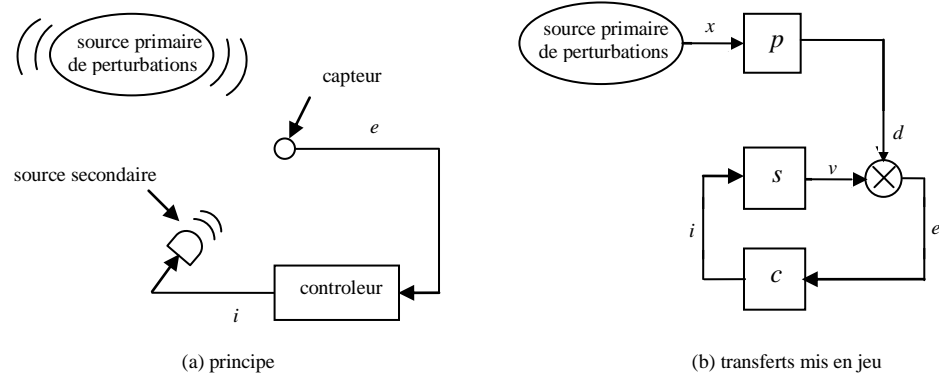 source primaire
de perturbations
capteur
e
source secondaire
controleur
i
(a) principe
source primaire
de perturbations
x
p
d
s
v
i
e
c
(b) transferts mis en jeu